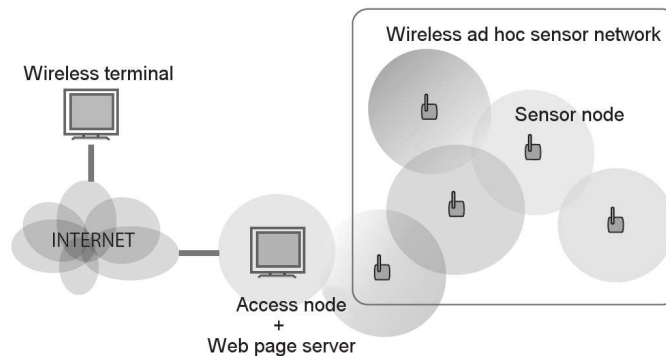 Wireless ad hoc sensor network
Wireless terminal
Sensor node
INTERNET
Access node
+
Web page server